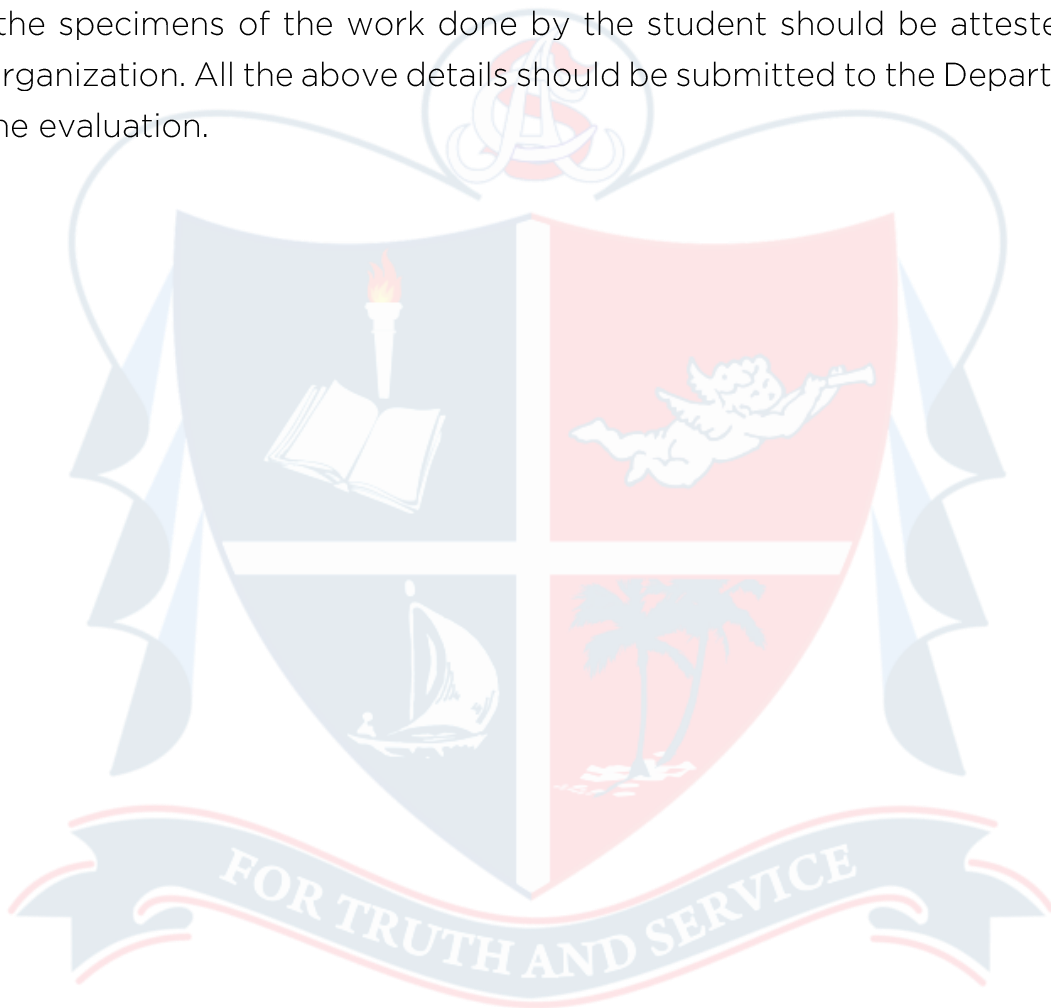 the specimens of the work done by the student should be atteste
rganization. All the above details should be submitted to the Depart
he evaluation.
FOR TRUTH AND SERVICE